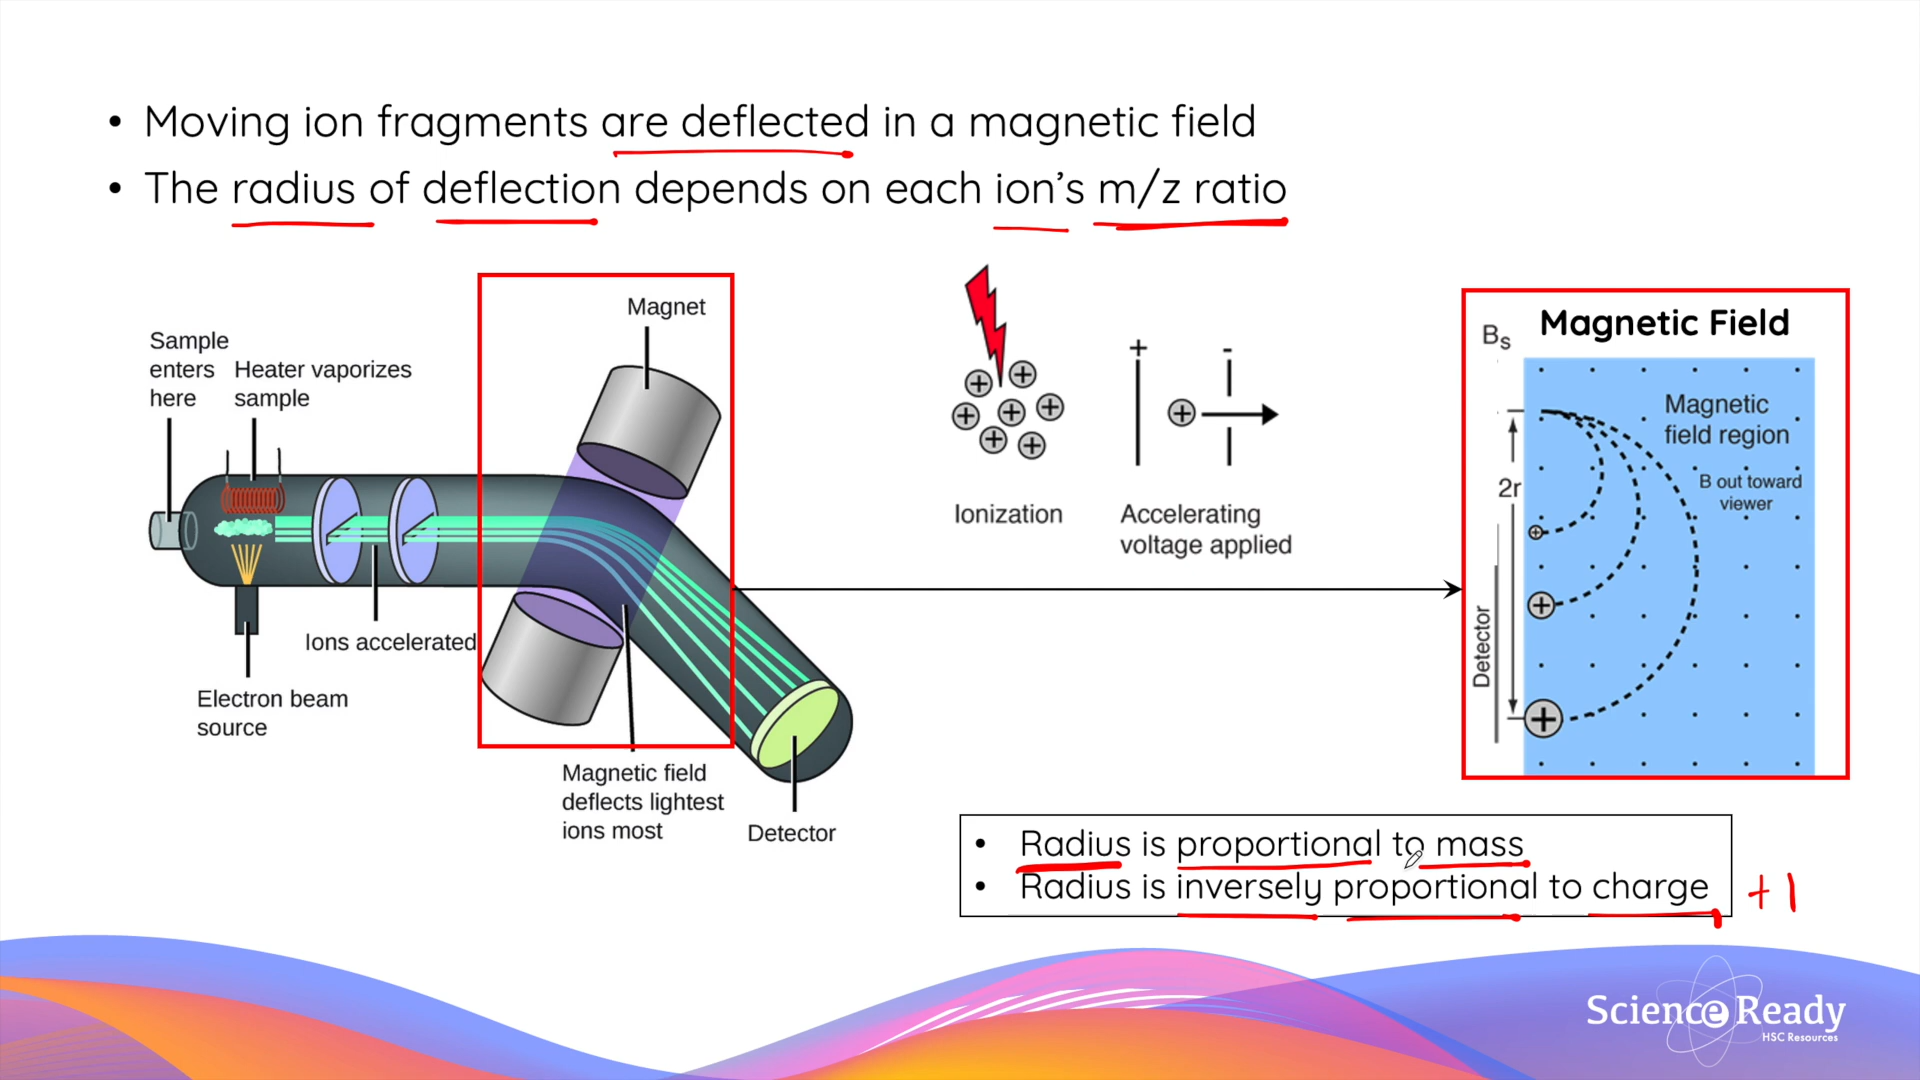 • Moving ion fragments are deflected in a magnetic field
• The radius of deflection depends on each ion's m/z ratio
Sample
enters
here
Heater vaporizes
sample
Magnet
Ions accelerated
Electron beam
source
Magnetic field
deflects lightest
ions most
Detector
+
-
Ionization
Accelerating
voltage applied
Magnetic Field
Bs
Magnetic
field region
B out toward
viewer
2r
Detector
• Radius is proportional to mass
• Radius is inversely proportional to charge
+1
Science Ready
HSC Resources